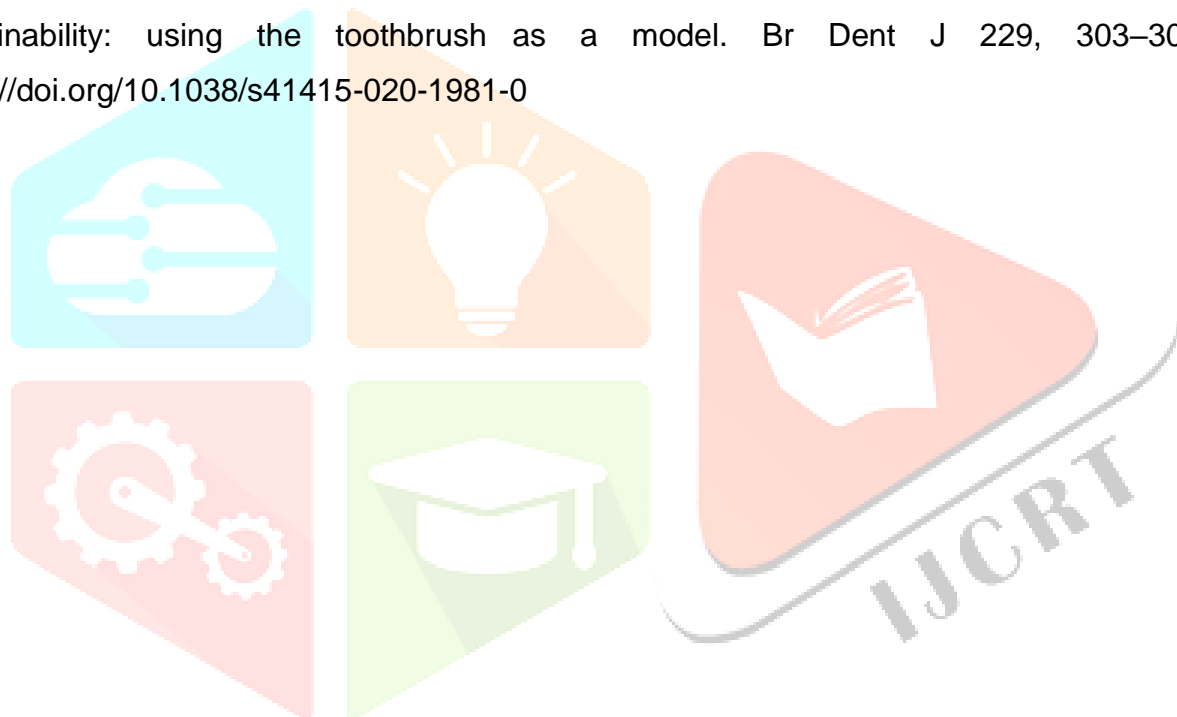 inability: using the toothbrush as a model. Br Dent J 229, 303–30
//doi.org/10.1038/s41415-020-1981-0
IJCRT